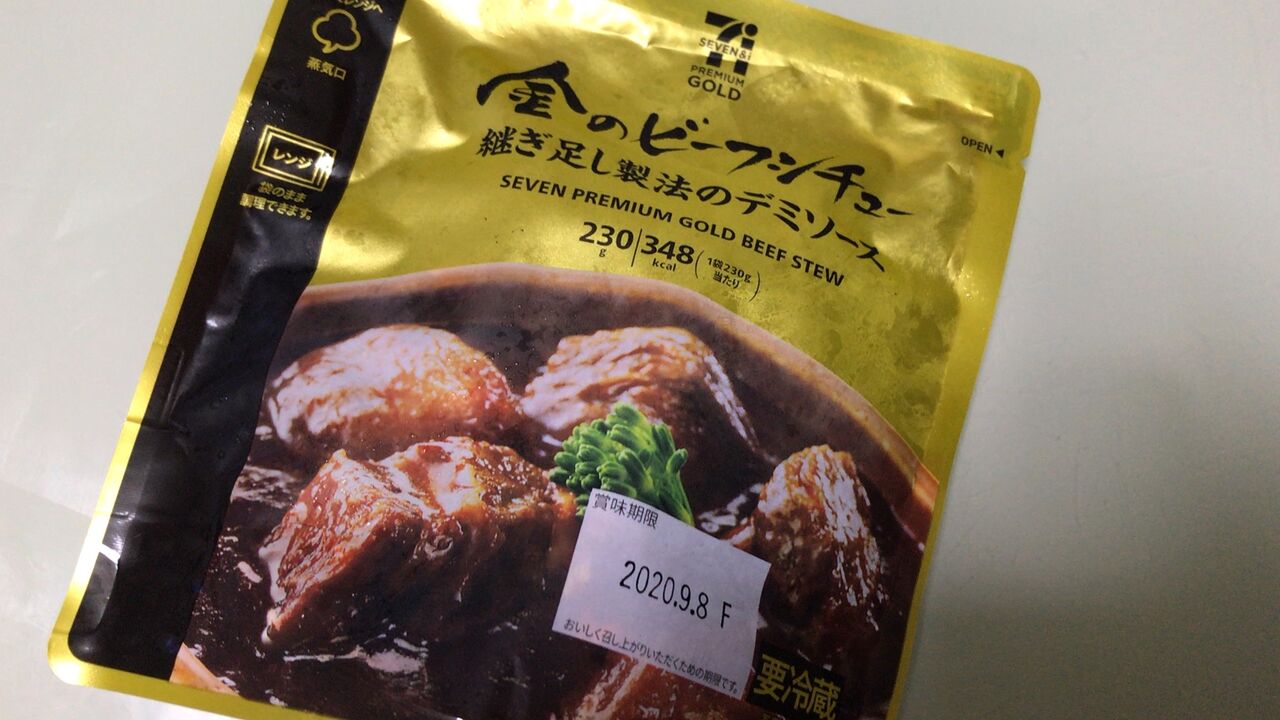 蒸気口
レンジ
袋のまま
調理できます。
7i
SEVEN&i
PREMIUM
GOLD
OPEN
金のビーフシチュー
継ぎ足し製法のデミソース
SEVEN PREMIUM GOLD BEEF STEW
230g 348kcal (1袋230g当たり)
賞味期限
2020.9.8 F
おいしく召し上がりいただくための期限です。
要冷蔵